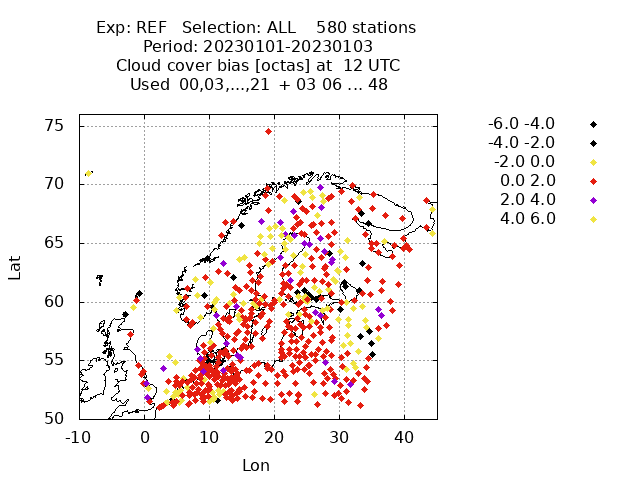 Exp: REF Selection: ALL 580 stations
Period: 20230101-20230103
Cloud cover bias [octas] at 12 UTC
Used 00,03,...,21 + 03 06 ... 48
-6.0 -4.0
-4.0 -2.0
-2.0 0.0
0.0 2.0
2.0 4.0
4.0 6.0
75
70
65
60
55
50
Lat
-10 0 10 20 30 40
Lon